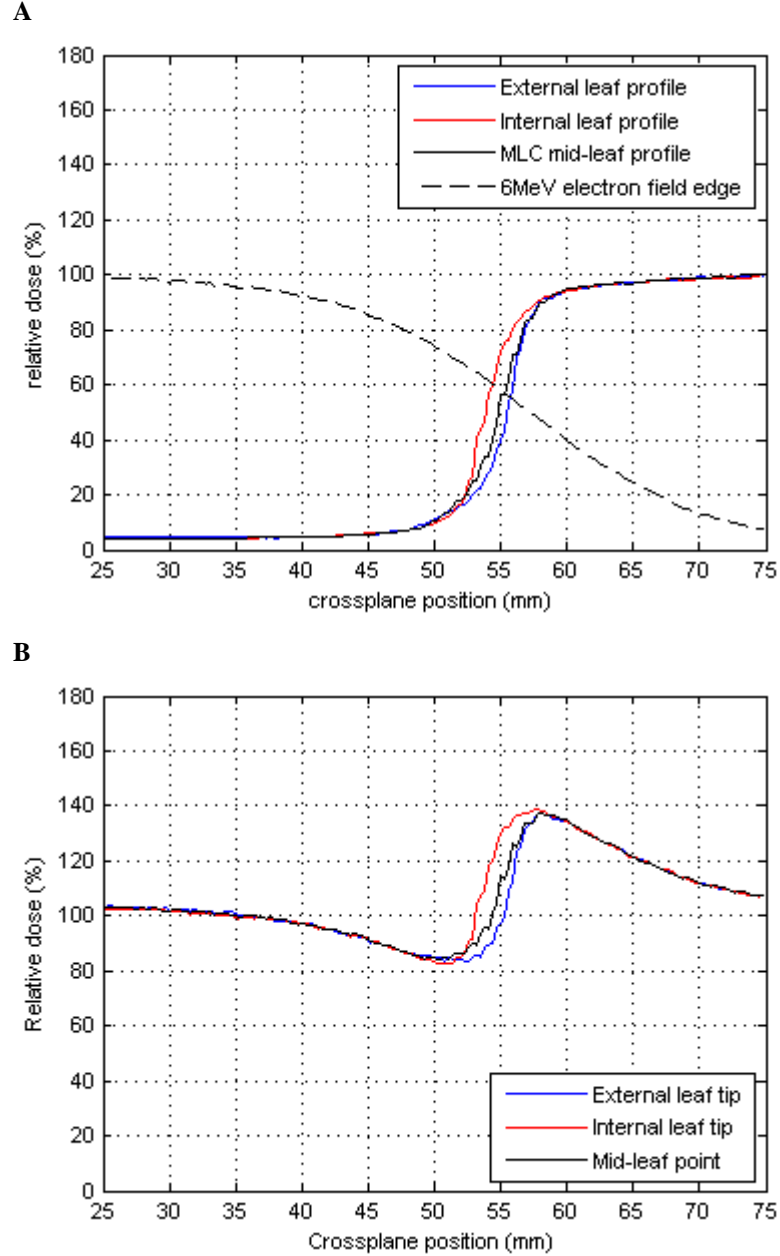 A
180
160
140
120
100
80
60
40
20
0
relative dose (%)
External leaf profile
Internal leaf profile
MLC mid-leaf profile
6MeV electron field edge
25 30 35 40 45 50 55 60 65 70 75
crossplane position (mm)
B
180
160
140
120
100
80
60
40
20
0
Relative dose (%)
External leaf tip
Internal leaf tip
Mid-leaf point
25 30 35 40 45 50 55 60 65 70 75
Crossplane position (mm)